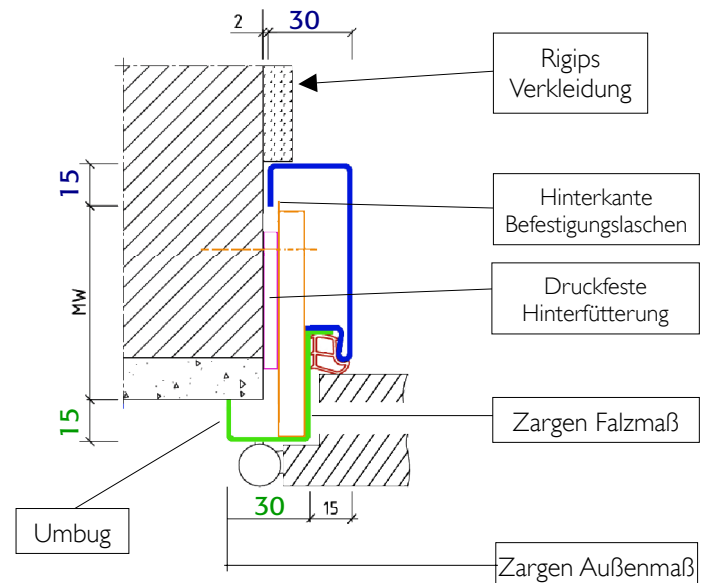 2
30
Rigips
Verkleidung
15
Hinterkante
Befestigungslaschen
Druckfeste
Hinterfütterung
MW
15
Zargen Falzmaß
30
15
Umbug
Zargen Außenmaß